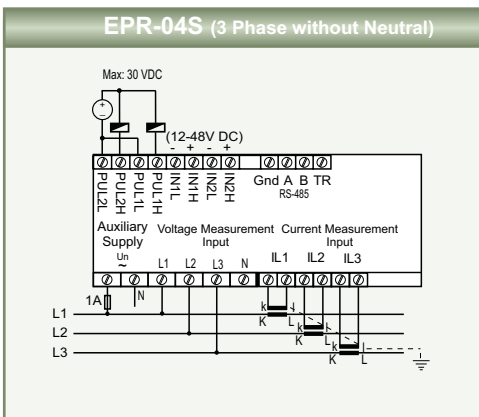 EPR-04S (3 Phase without Neutral)
Max: 30 VDC
+
–
(12-48V DC)
- + - +
PUL2L PUL2H PUL1L PUL1H IN1L IN1H IN2L IN2H
Gnd A B TR
RS-485
Auxiliary Supply
Voltage Measurement Input
Current Measurement Input
Un
~
L1 L2 L3 N
IL1 IL2 IL3
1A
N
L1
k l
K L
L2
k l
K L
L3
k l
K L